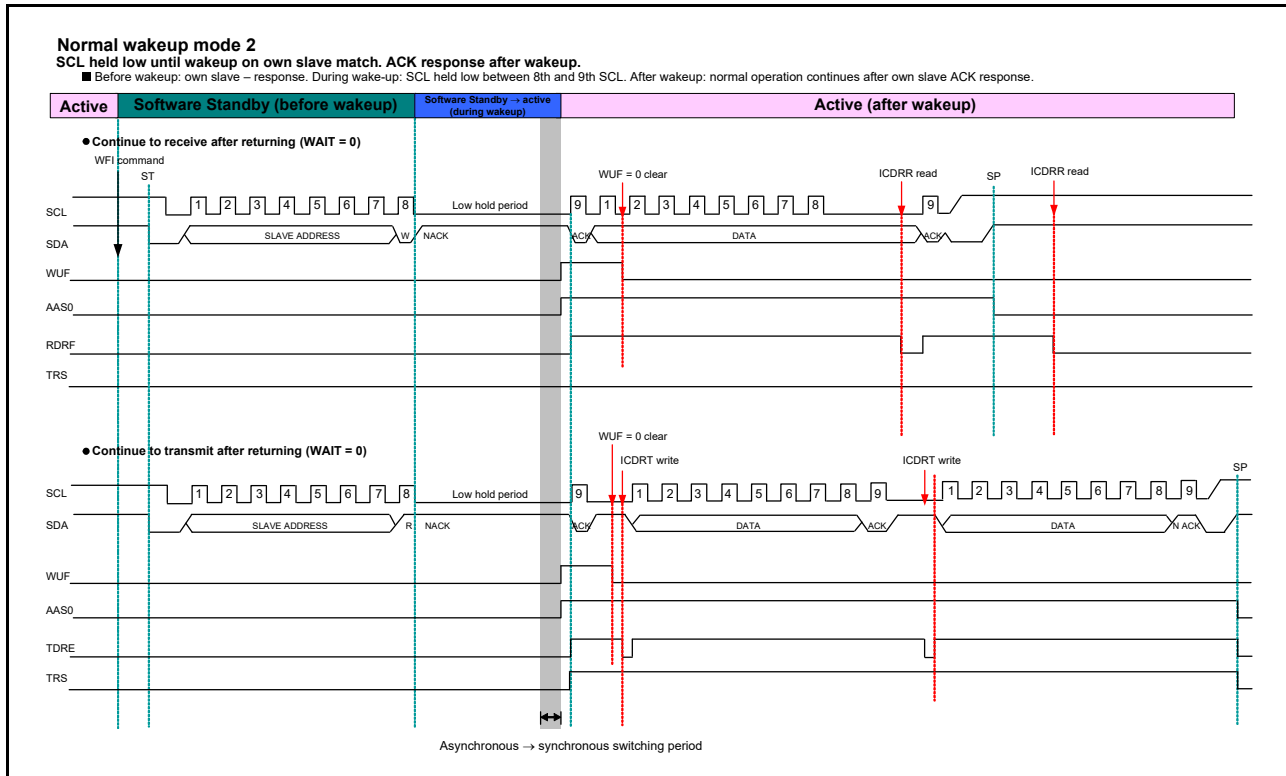 Normal wakeup mode 2
SCL held low until wakeup on own slave match. ACK response after wakeup.
■ Before wakeup: own slave – response. During wake-up: SCL held low between 8th and 9th SCL. After wakeup: normal operation continues after own slave ACK response.
Active Software Standby (before wakeup) Software Standby → active (during wakeup) Active (after wakeup)
● Continue to receive after returning (WAIT = 0)
WFI command
ST WUF = 0 clear ICDRR read SP ICDRR read
SCL 1 2 3 4 5 6 7 8 Low hold period 9 1 2 3 4 5 6 7 8 9
SDA SLAVE ADDRESS W NACK ACK DATA ACK
WUF
AAS0
RDRF
TRS
WUF = 0 clear
● Continue to transmit after returning (WAIT = 0)
ICDRT write ICDRT write SP
SCL 1 2 3 4 5 6 7 8 Low hold period 9 1 2 3 4 5 6 7 8 9 1 2 3 4 5 6 7 8 9
SDA SLAVE ADDRESS R NACK ACK DATA ACK DATA N ACK
WUF
AAS0
TDRE
TRS
Asynchronous → synchronous switching period